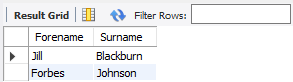 Result Grid Filter Rows:
Forename Surname
Jill Blackburn
Forbes Johnson